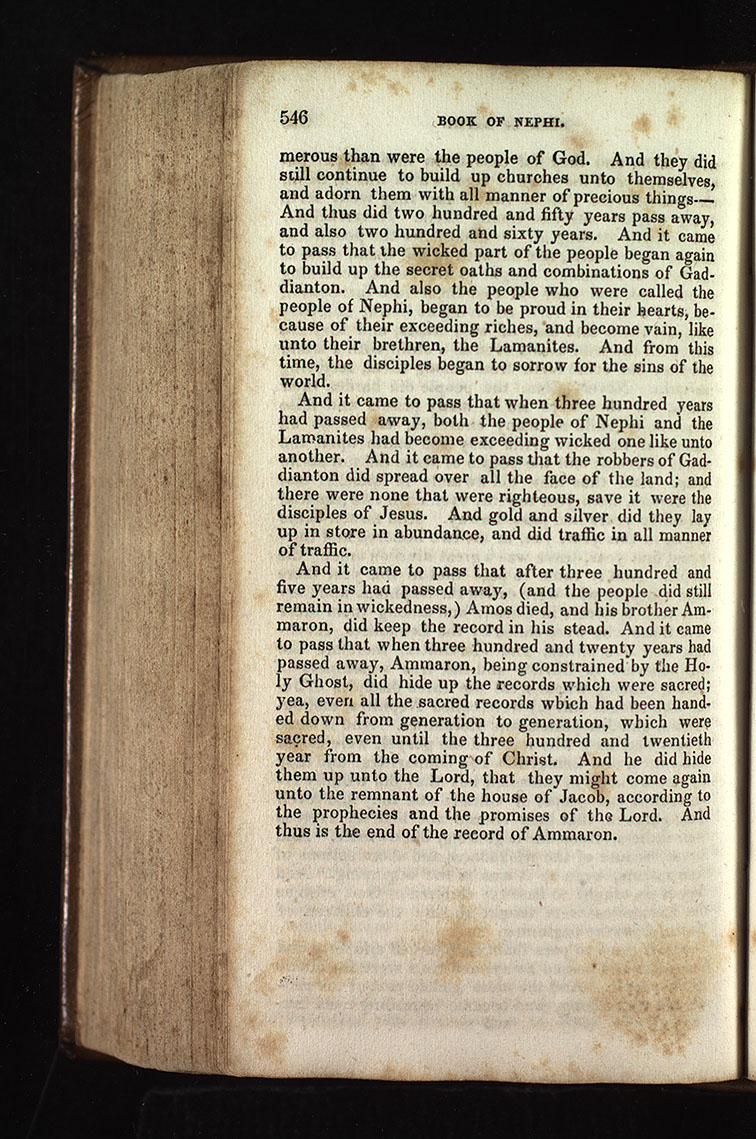 546 BOOK OF NEPHI.
merous than were the people of God. And they did
still continue to build up churches unto themselves,
and adorn them with all manner of precious things—
And thus did two hundred and fifty years pass away,
and also two hundred and sixty years. And it came
to pass that the wicked part of the people began again
to build up the secret oaths and combinations of Gad-
dianton. And also the people who were called the
people of Nephi, began to be proud in their hearts, be-
cause of their exceeding riches, and become vain, like
unto their brethren, the Lamanites. And from this
time, the disciples began to sorrow for the sins of the
world.
And it came to pass that when three hundred years
had passed away, both the people of Nephi and the
Lamanites had become exceeding wicked one like unto
another. And it came to pass that the robbers of Gad-
dianton did spread over all the face of the land; and
there were none that were righteous, save it were the
disciples of Jesus. And gold and silver did they lay
up in store in abundance, and did traffic in all manner
of traffic.
And it came to pass that after three hundred and
five years had passed away, (and the people did still
remain in wickedness,) Amos died, and his brother Am-
maron, did keep the record in his stead. And it came
to pass that when three hundred and twenty years had
passed away, Ammaron, being constrained by the Ho-
ly Ghost, did hide up the records which were sacred;
yea, even all the sacred records which had been hand-
ed down from generation to generation, which were
sacred, even until the three hundred and twentieth
year from the coming of Christ. And he did hide
them up unto the Lord, that they might come again
unto the remnant of the house of Jacob, according to
the prophecies and the promises of the Lord. And
thus is the end of the record of Ammaron.